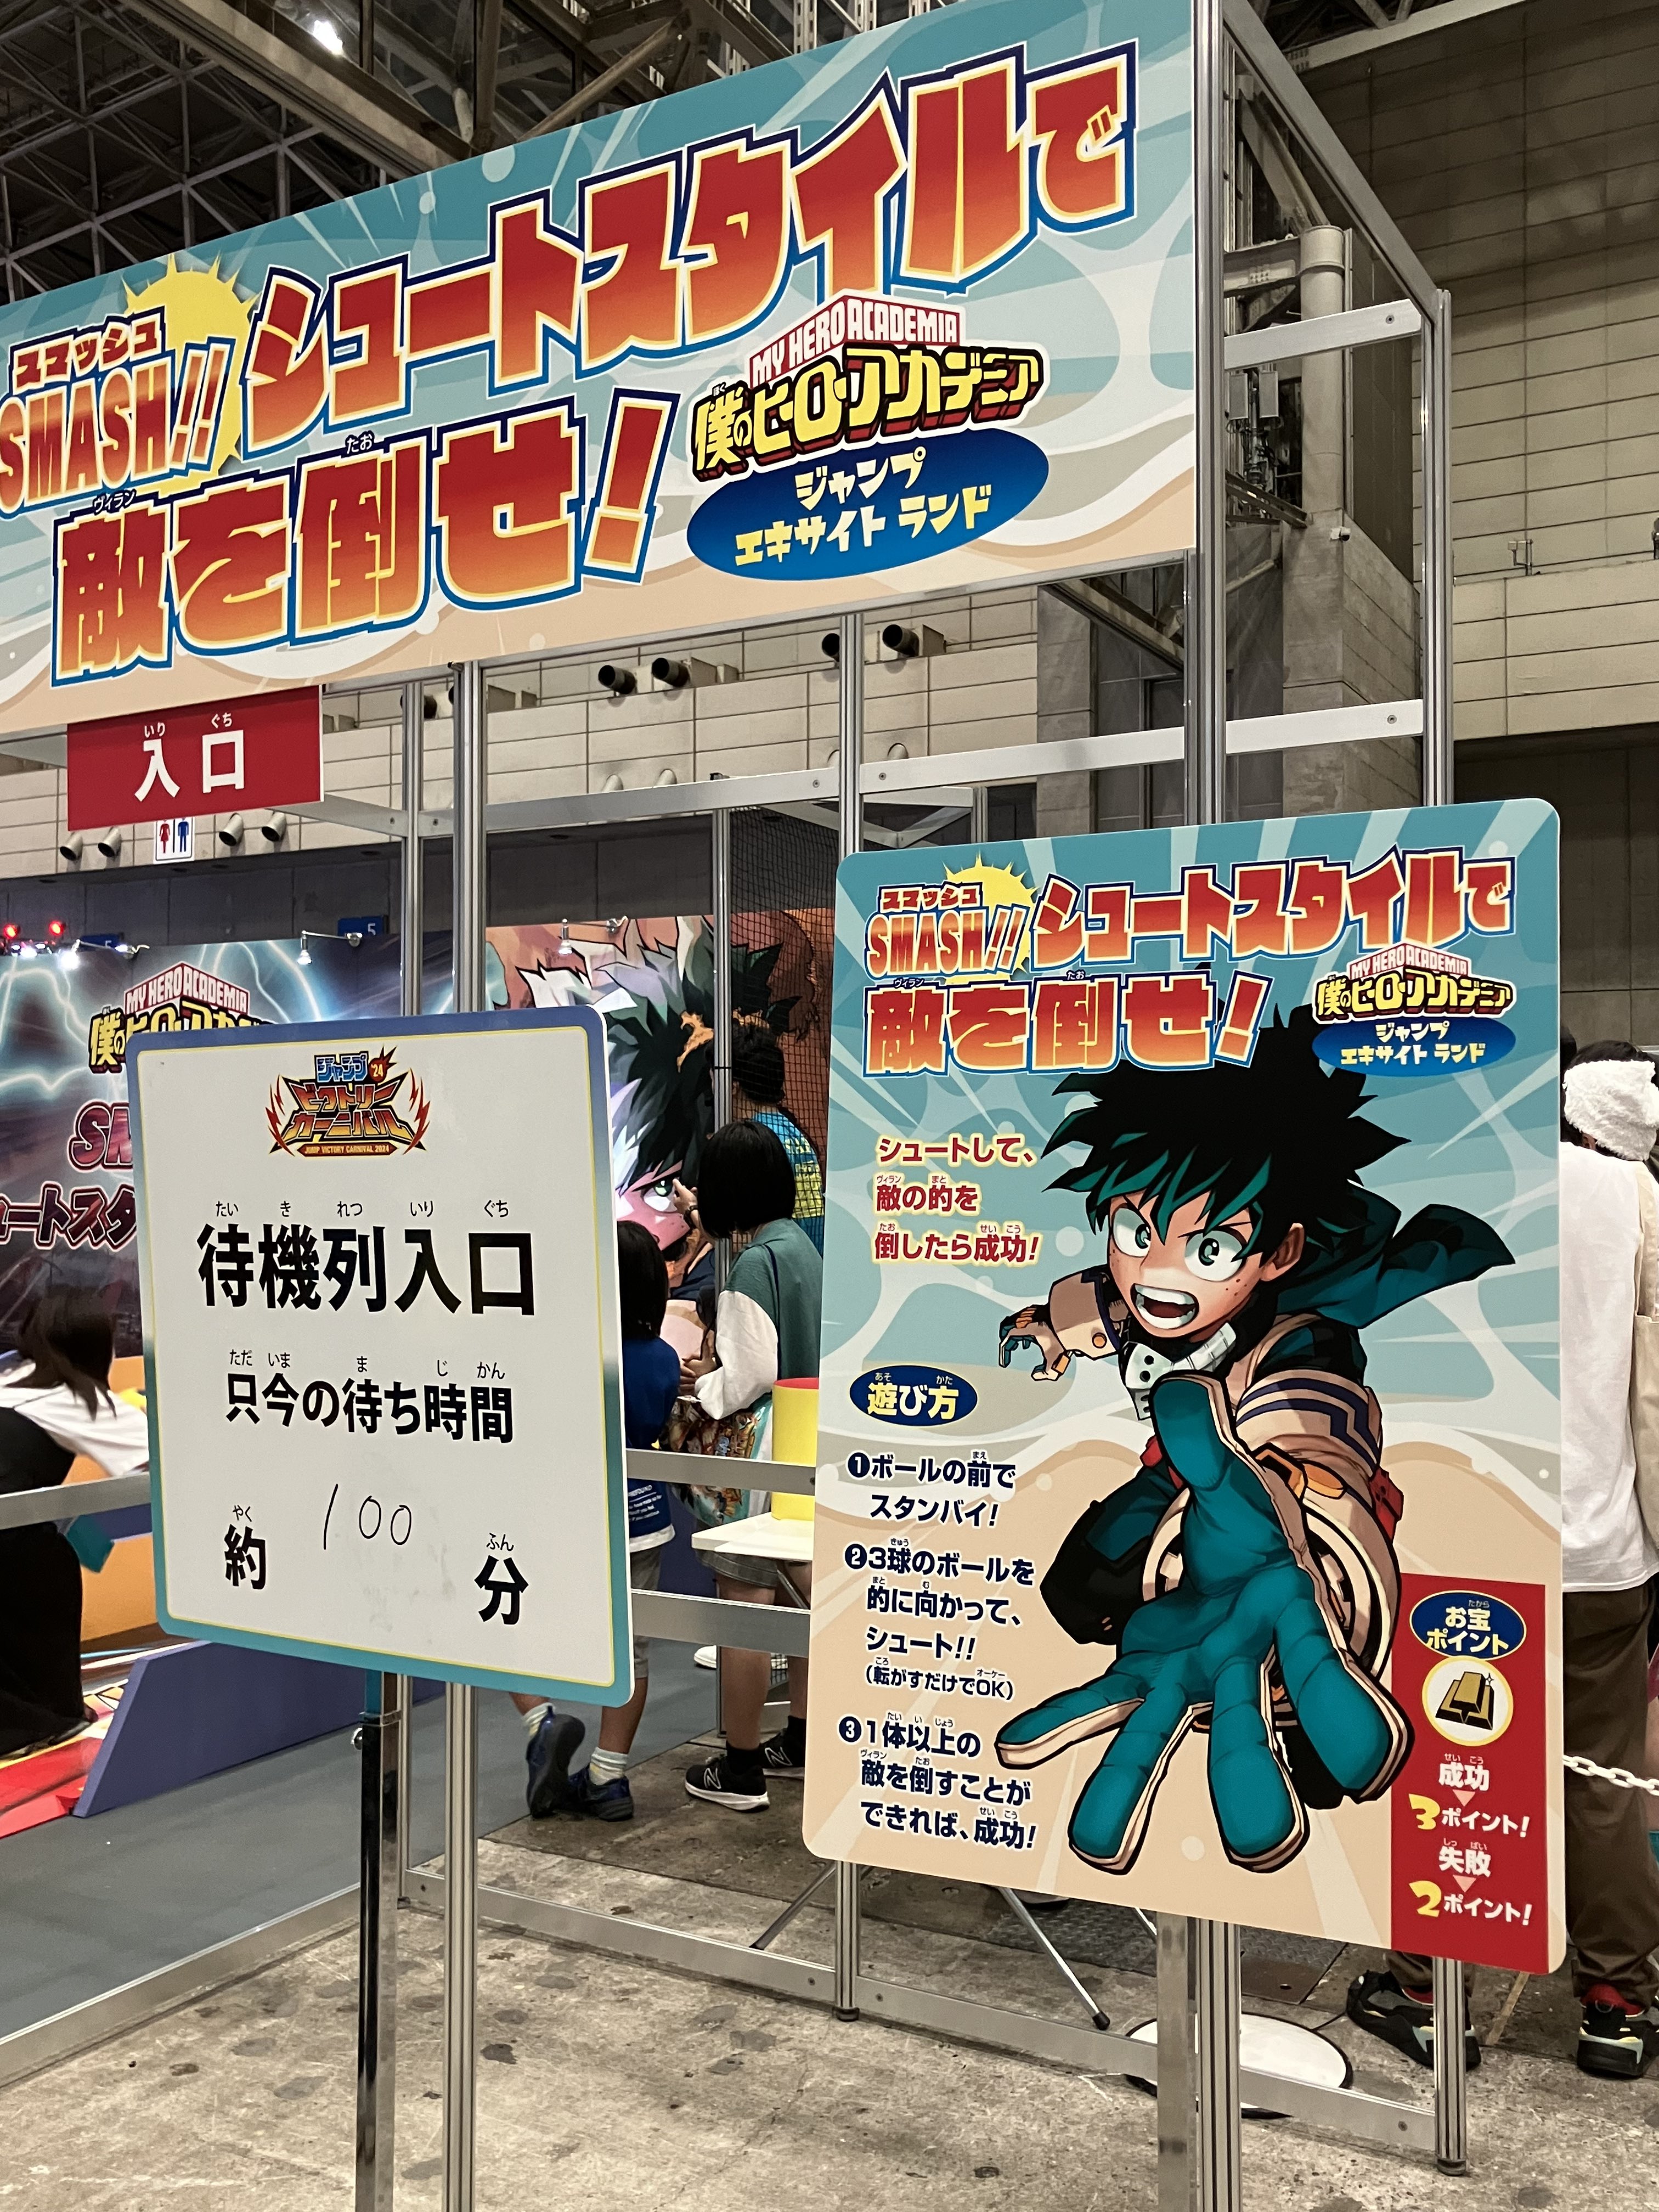 スマッシュ
SMASH!! シュートスタイルで
敵を倒せ!
ヴィラン
たお
MY HERO ACADEMIA
僕のヒーローアカデミア
ぼく
ジャンプ
エキサイト ランド
いり ぐち
入口
5
5
MY HERO ACADEMIA
僕の
ートスタ
ジャンプ '24
ビクトリー
カーニバル
JUMP VICTORY CARNIVAL 2024
たい き れつ いり ぐち
待機列入口
ただ いま ま じ かん
只今の待ち時間
やく ふん
約 100 分
スマッシュ
SMASH!! シュートスタイルで
ヴィラン たお
敵を倒せ!
MY HERO ACADEMIA
僕のヒーローアカデミア
ジャンプ
エキサイト ランド
シュートして、
ヴィラン まと
敵の的を
たお せい こう
倒したら成功!
あそ かた
遊び方
まえ
❶ボールの前で
スタンバイ!
きゅう
❷3球のボールを
まと む
的に向かって、
シュート!!
ころ オーケー
(転がすだけでOK)
たい い じょう
❸1体以上の
ヴィラン たお
敵を倒すことが
せい こう
できれば、成功!
たから
お宝
ポイント
せい こう
成功
3ポイント!
しっ ぱい
失敗
2ポイント!